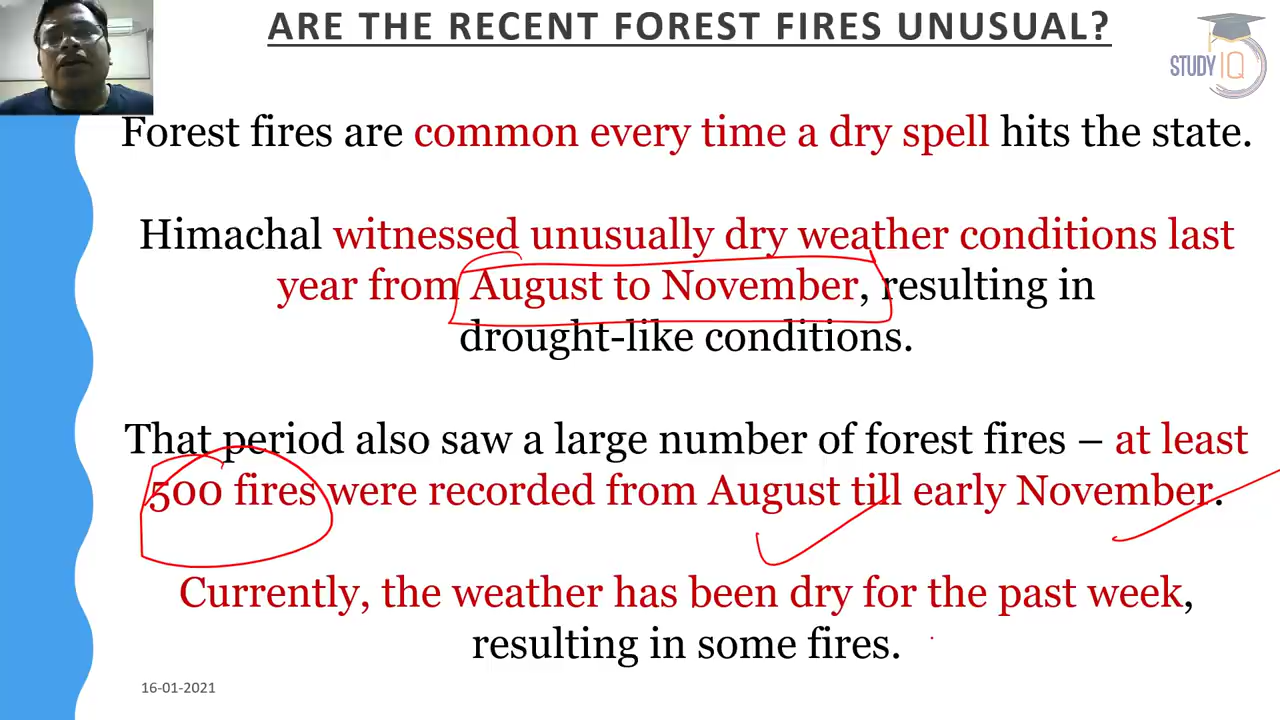 ARE THE RECENT FOREST FIRES UNUSUAL?
STUDY IQ
Forest fires are common every time a dry spell hits the state.
Himachal witnessed unusually dry weather conditions last
year from August to November, resulting in
drought-like conditions.
That period also saw a large number of forest fires – at least
500 fires were recorded from August till early November.
Currently, the weather has been dry for the past week,
resulting in some fires.
16-01-2021